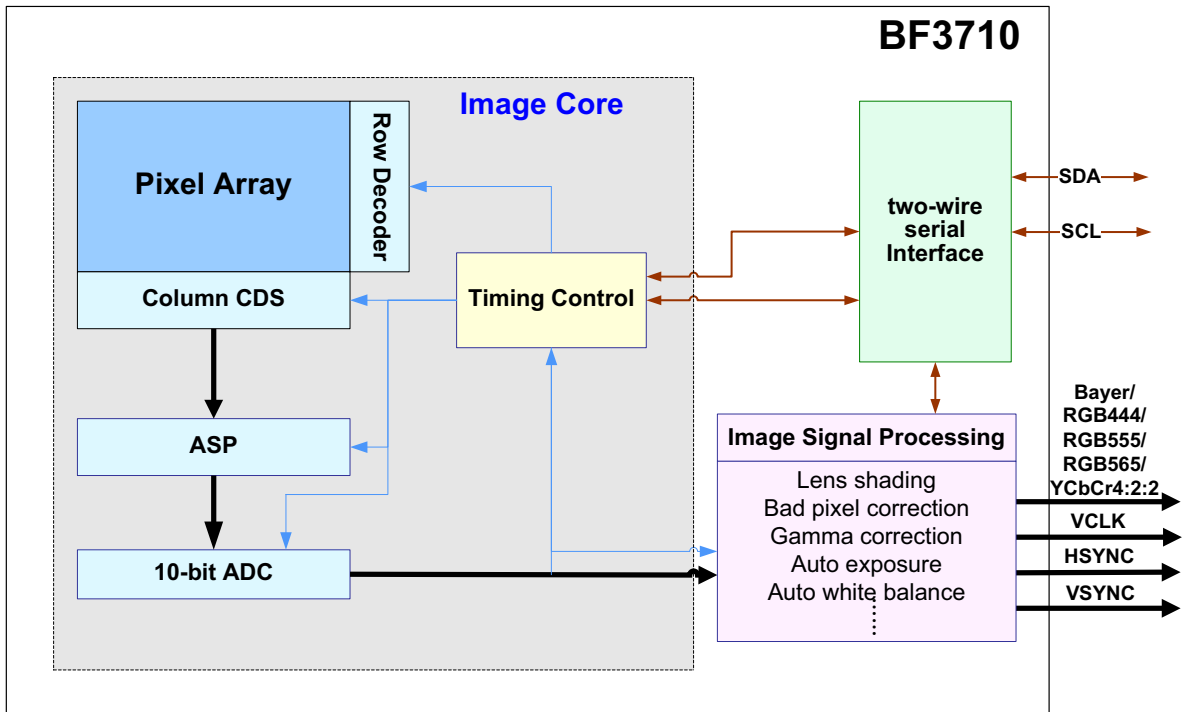 BF3710
Image Core
Pixel Array
Row Decoder
Column CDS
Timing Control
ASP
10-bit ADC
two-wire
serial
Interface
SDA
SCL
Image Signal Processing
Lens shading
Bad pixel correction
Gamma correction
Auto exposure
Auto white balance
Bayer/
RGB444/
RGB555/
RGB565/
YCbCr4:2:2
VCLK
HSYNC
VSYNC